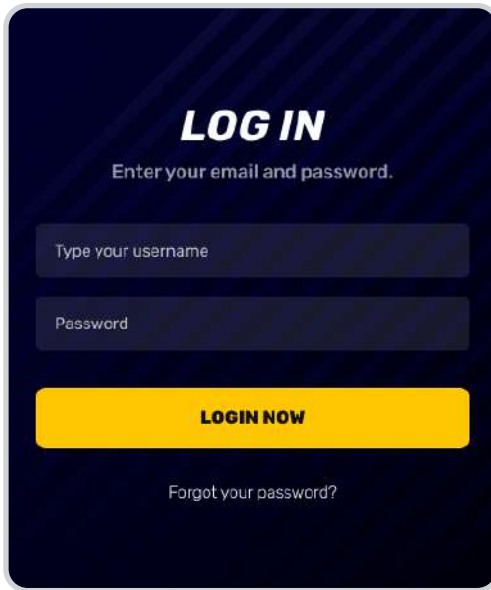 LOG IN
Enter your email and password.
Type your username
Password
LOGIN NOW
Forgot your password?